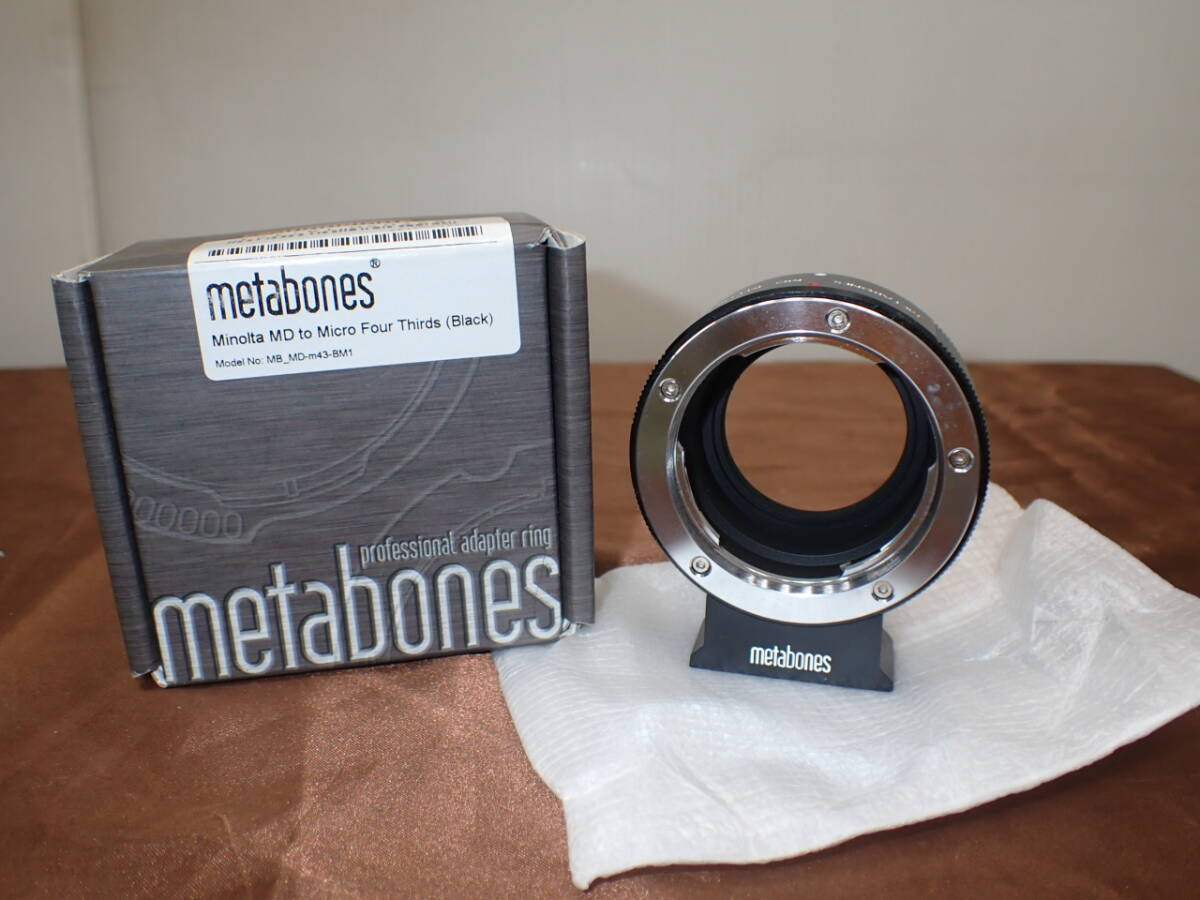 metabones®
Minolta MD to Micro Four Thirds (Black)
Model No: MB_MD-m43-BM1
professional adapter ring
metabones
metabones